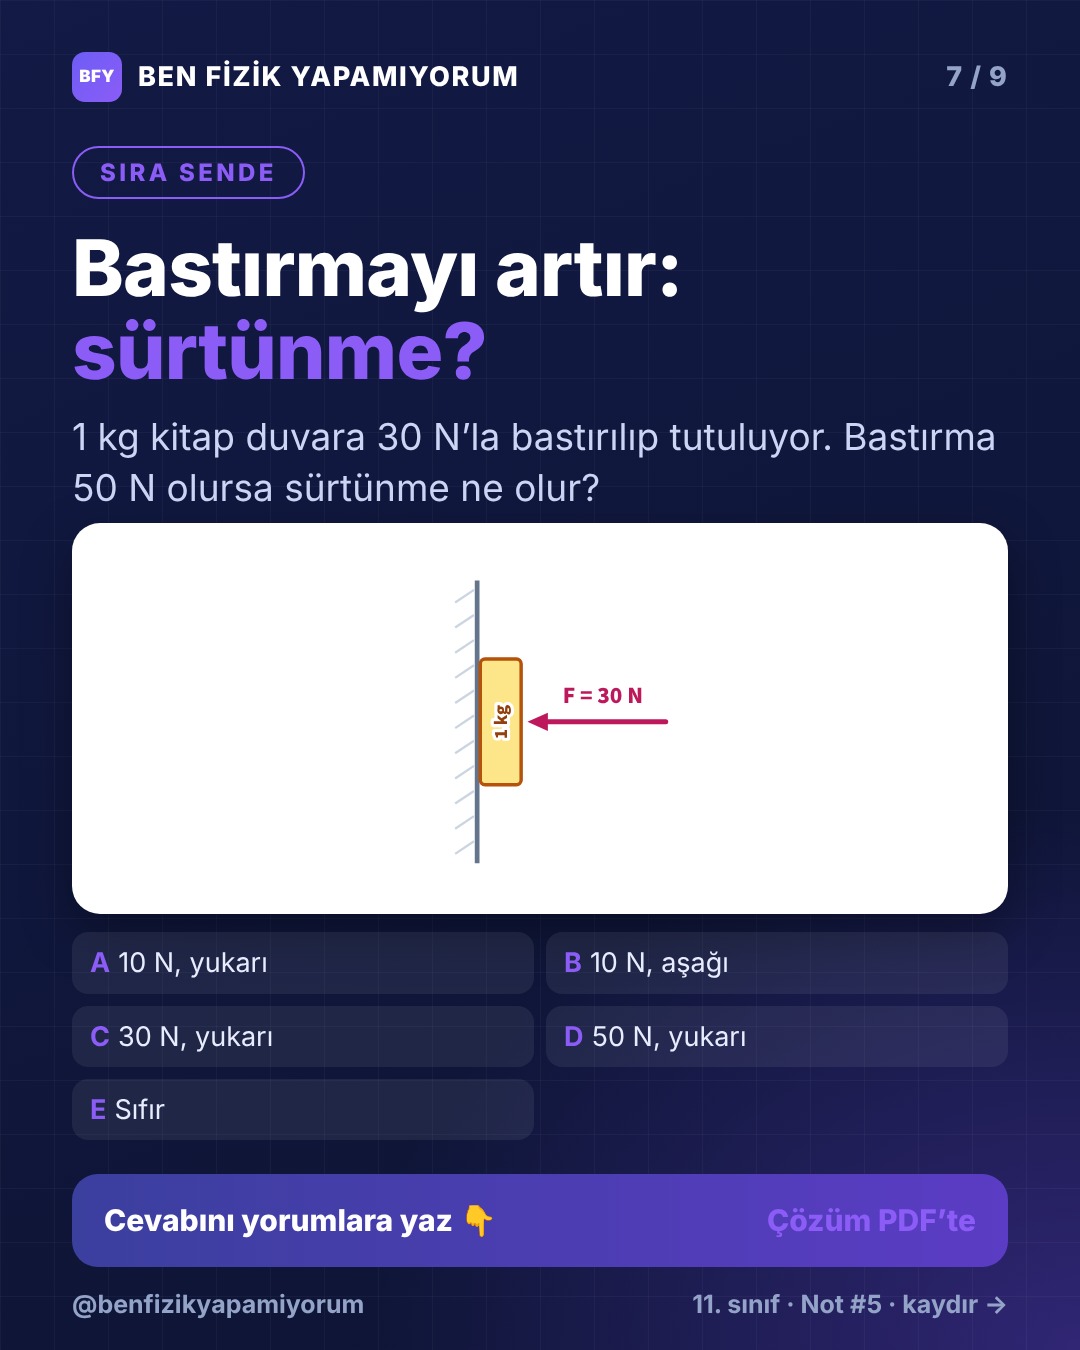 BFY BEN FİZİK YAPAMIYORUM 7 / 9
SIRA SENDE
Bastırmayı artır:
sürtünme?
1 kg kitap duvara 30 N’la bastırılıp tutuluyor. Bastırma
50 N olursa sürtünme ne olur?
F = 30 N
1 kg
A 10 N, yukarı
B 10 N, aşağı
C 30 N, yukarı
D 50 N, yukarı
E Sıfır
Cevabını yorumlara yaz 👇 Çözüm PDF’te
@benfizikyapamiyorum 11. sınıf · Not #5 · kaydır →